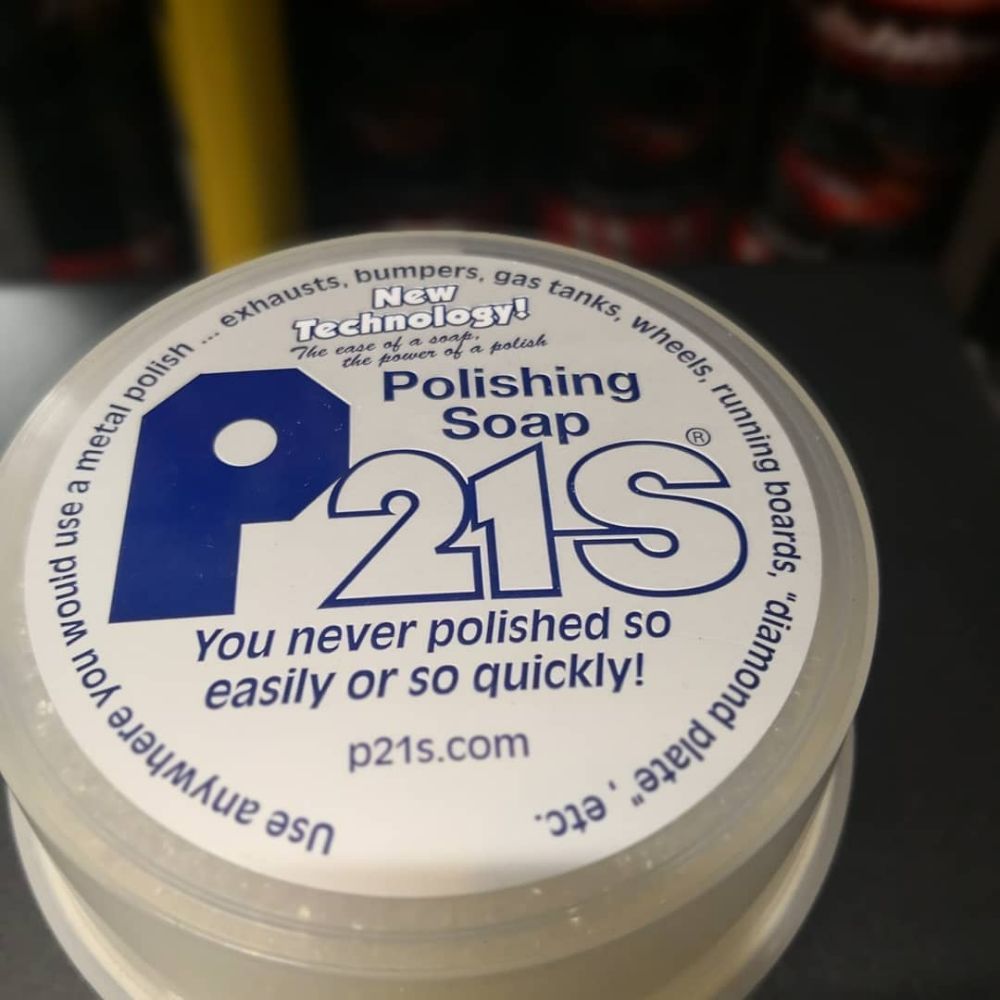 Use anywhere you would use a metal polish ... exhausts, bumpers, gas tanks, wheels, running boards, "diamond plate", etc.
New
Technology!
The ease of a soap,
the power of a polish
Polishing
Soap
P21S®
You never polished so
easily or so quickly!
p21s.com